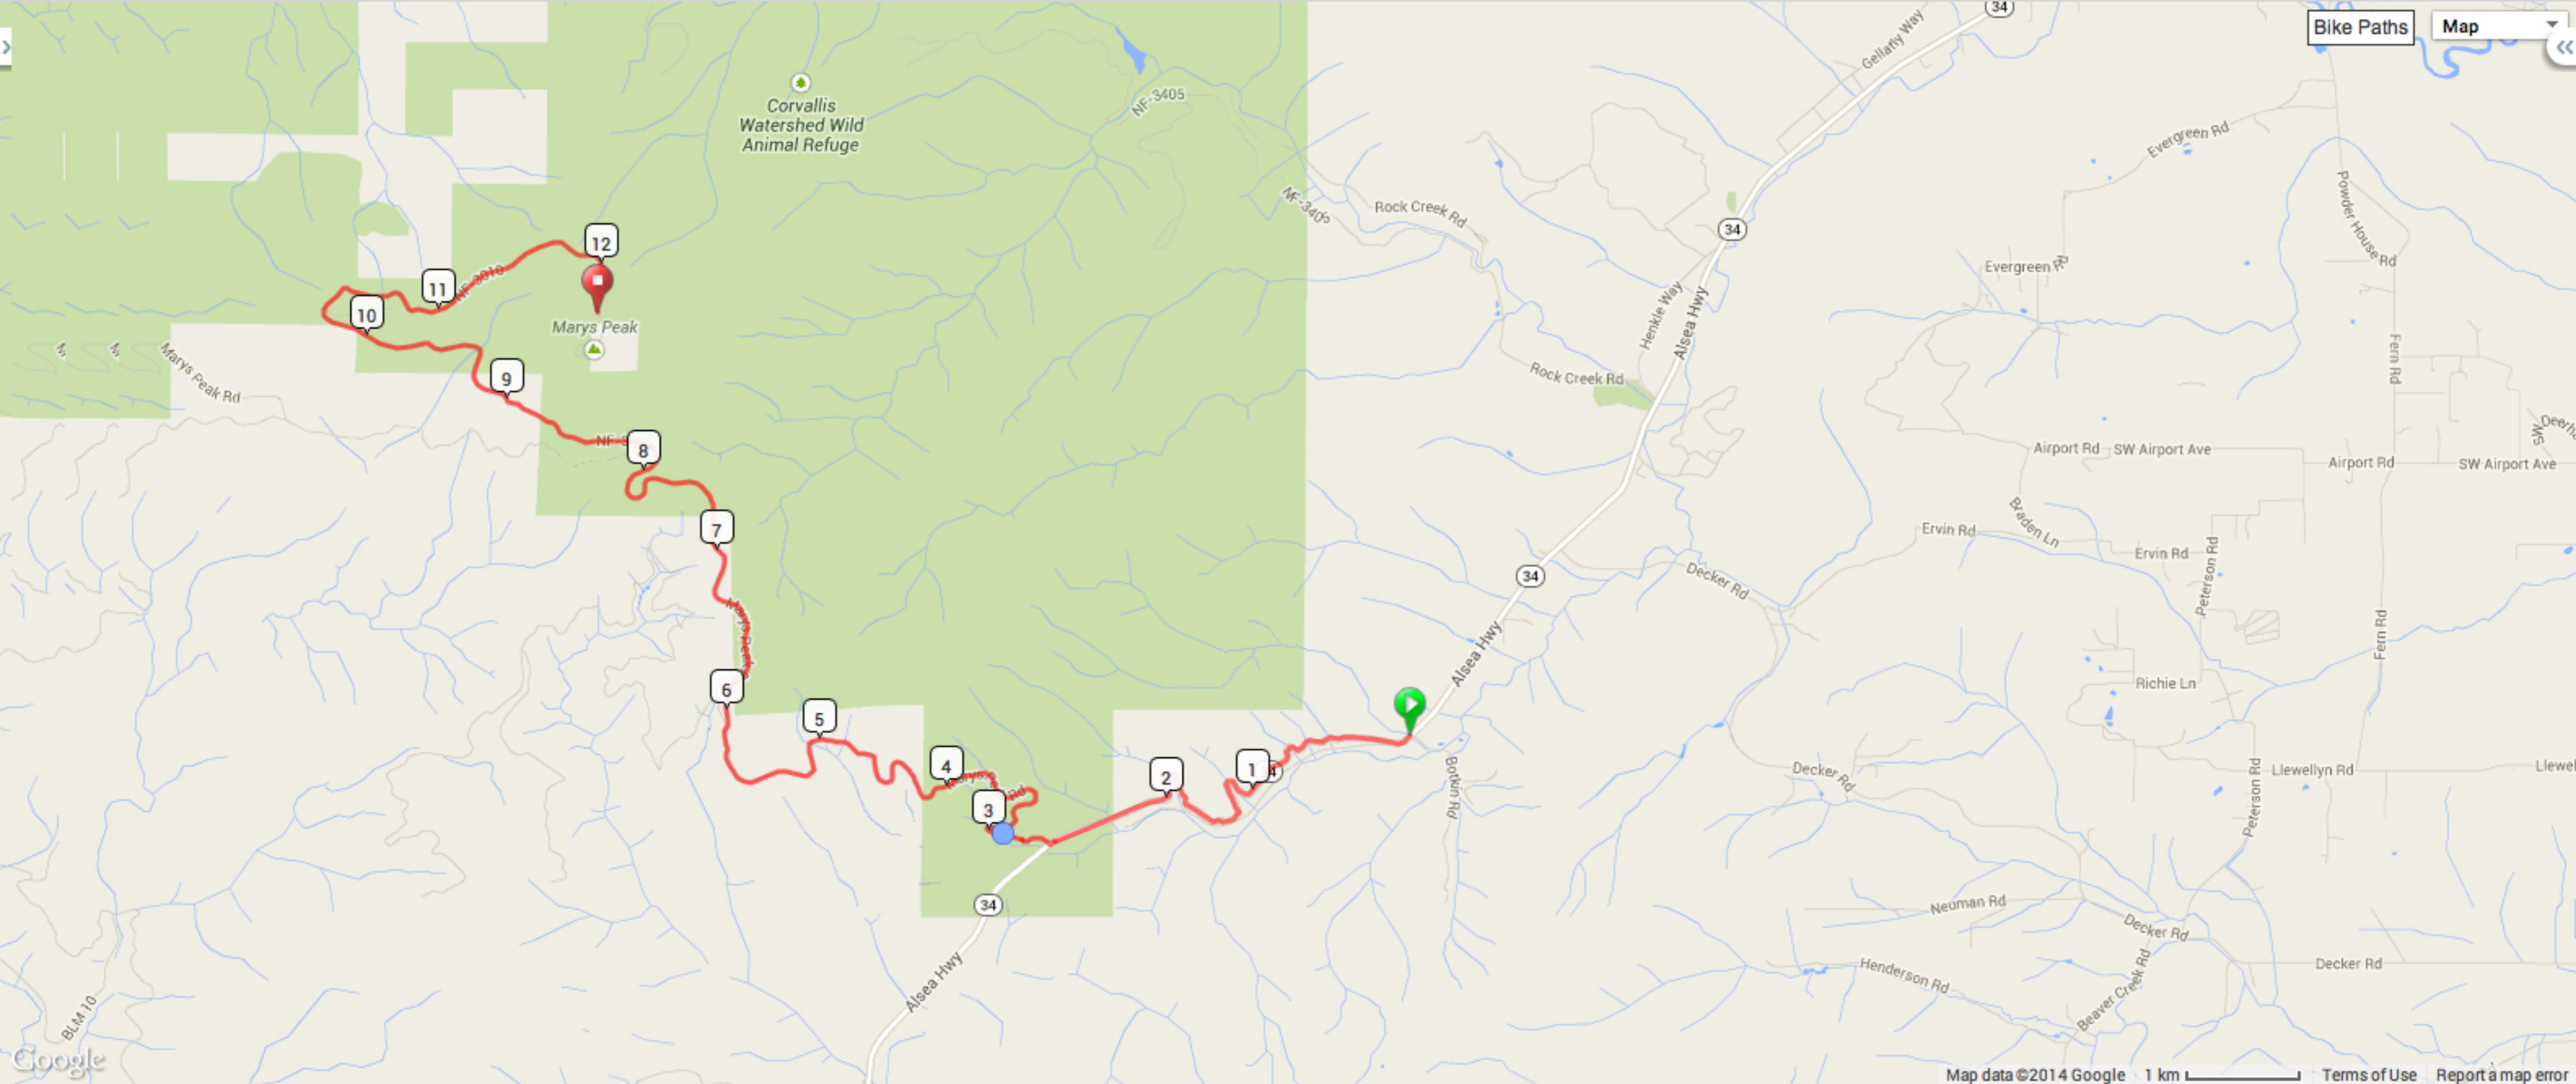 34
Bike Paths
Map
Gellatly Way
Corvallis
Watershed Wild
Animal Refuge
NF-3405
Evergreen Rd
Powder House Rd
NF-3405
Rock Creek Rd
34
12
11
NF-3010
10
Marys Peak
Evergreen Rd
Henkle Way
Alsea Hwy
Marys Peak Rd
9
Rock Creek Rd
Fern Rd
8
Airport Rd
SW Airport Ave
Airport Rd
SW Airport Ave
7
Braden Ln
Ervin Rd
Ervin Rd
34
Decker Rd
Peterson Rd
Marys Peak
Alsea Hwy
Fern Rd
6
5
Richie Ln
4
3
2
1
Botkin Rd
Decker Rd
Llewellyn Rd
Peterson Rd
34
Neuman Rd
Decker Rd
Alsea Hwy
Henderson Rd
Decker Rd
Beaver Creek Rd
BLM 10
Google
Map data ©2014 Google
1 km
Terms of Use
Report a map error